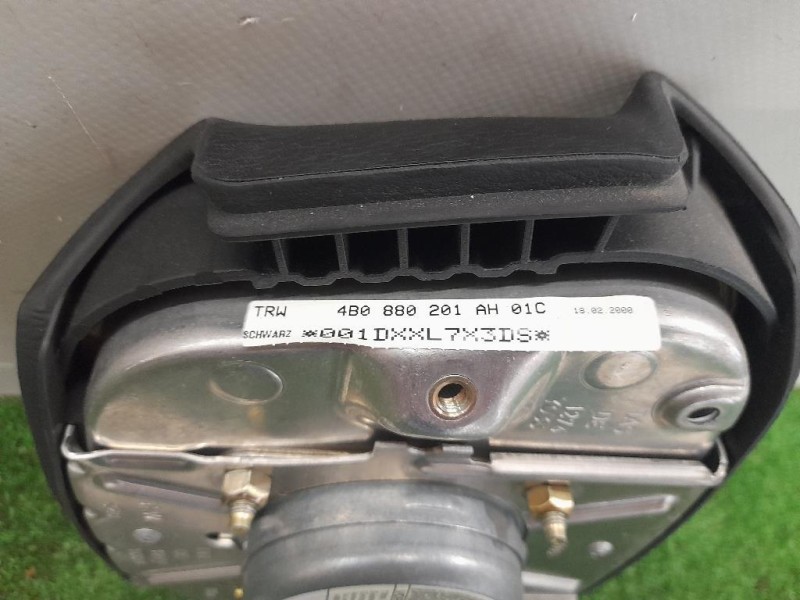 TRW 4B0 880 201 AH 01C 18.02.2000
SCHWARZ *001DXXL7X3DS*